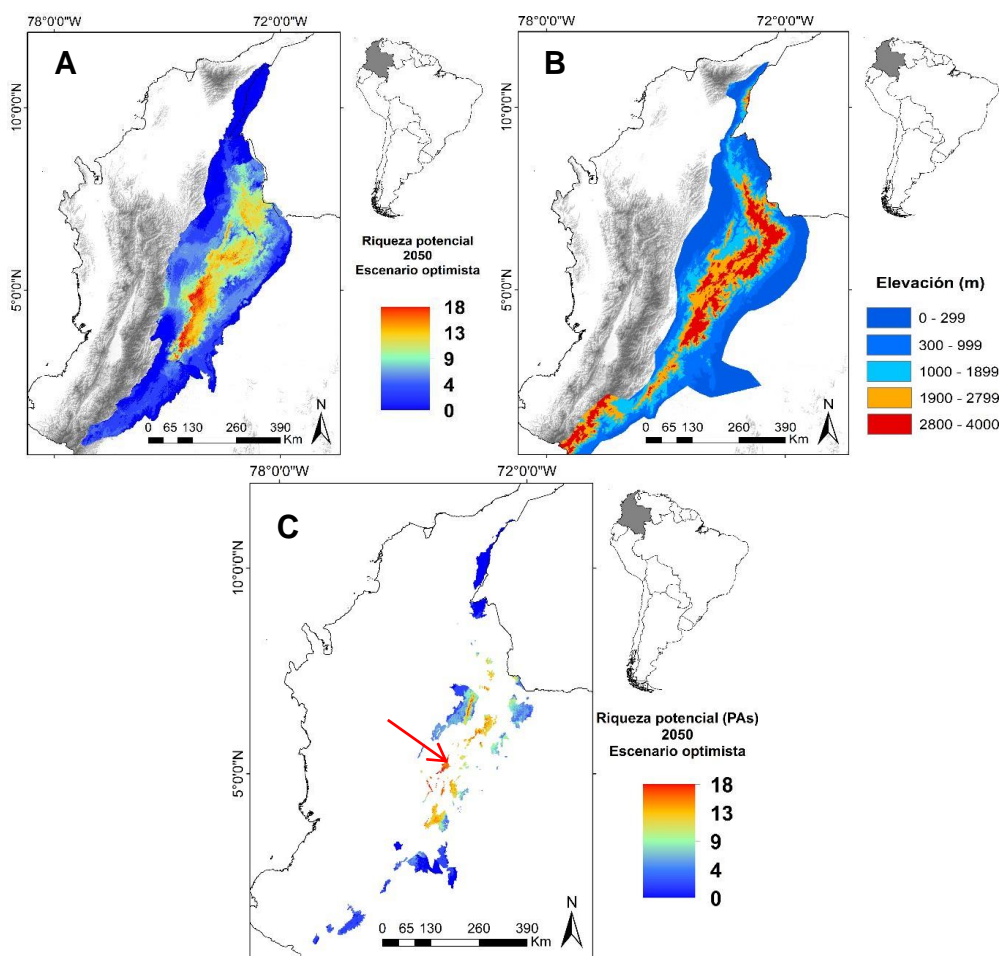 78°0'0"W
72°0'0"W
A
10°0'0"N
5°0'0"N
Riqueza potencial
2050
Escenario optimista
18
13
9
4
0
N
0 65 130 260 390
Km
78°0'0"W
72°0'0"W
B
10°0'0"N
5°0'0"N
Elevación (m)
0 - 299
300 - 999
1000 - 1899
1900 - 2799
2800 - 4000
N
0 65 130 260 390
Km
78°0'0"W
72°0'0"W
C
10°0'0"N
5°0'0"N
Riqueza potencial (PAs)
2050
Escenario optimista
18
13
9
4
0
N
0 65 130 260 390
Km